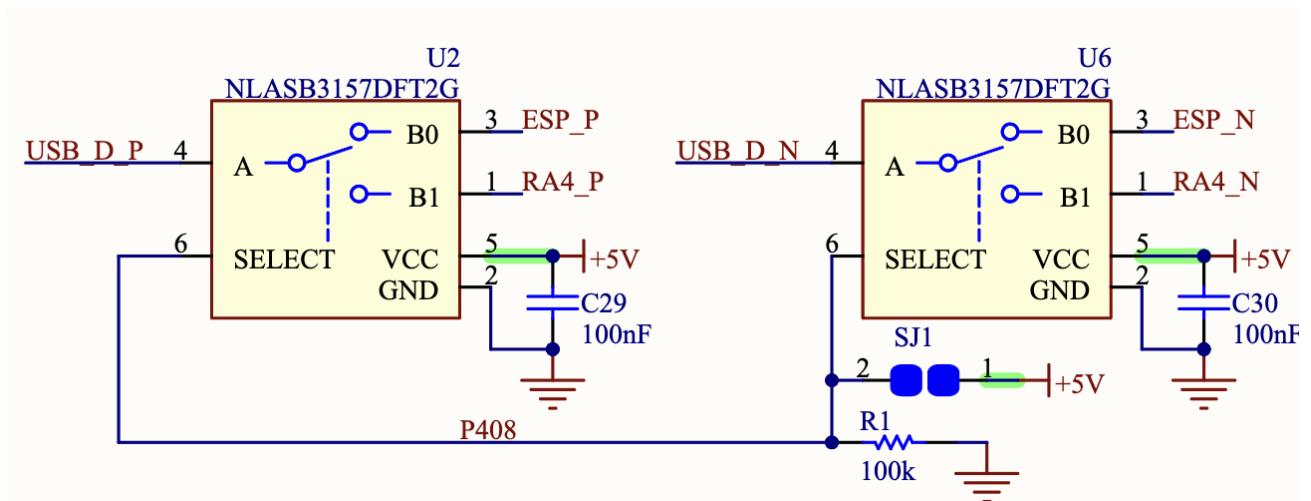 U2
NLASB3157DFT2G
USB_D_P
4
A
B0
3
ESP_P
B1
1
RA4_P
6
SELECT
VCC
5
+5V
GND
2
C29
100nF
U6
NLASB3157DFT2G
USB_D_N
4
A
B0
3
ESP_N
B1
1
RA4_N
6
SELECT
VCC
5
+5V
GND
2
C30
100nF
SJ1
2
1
+5V
P408
R1
100k